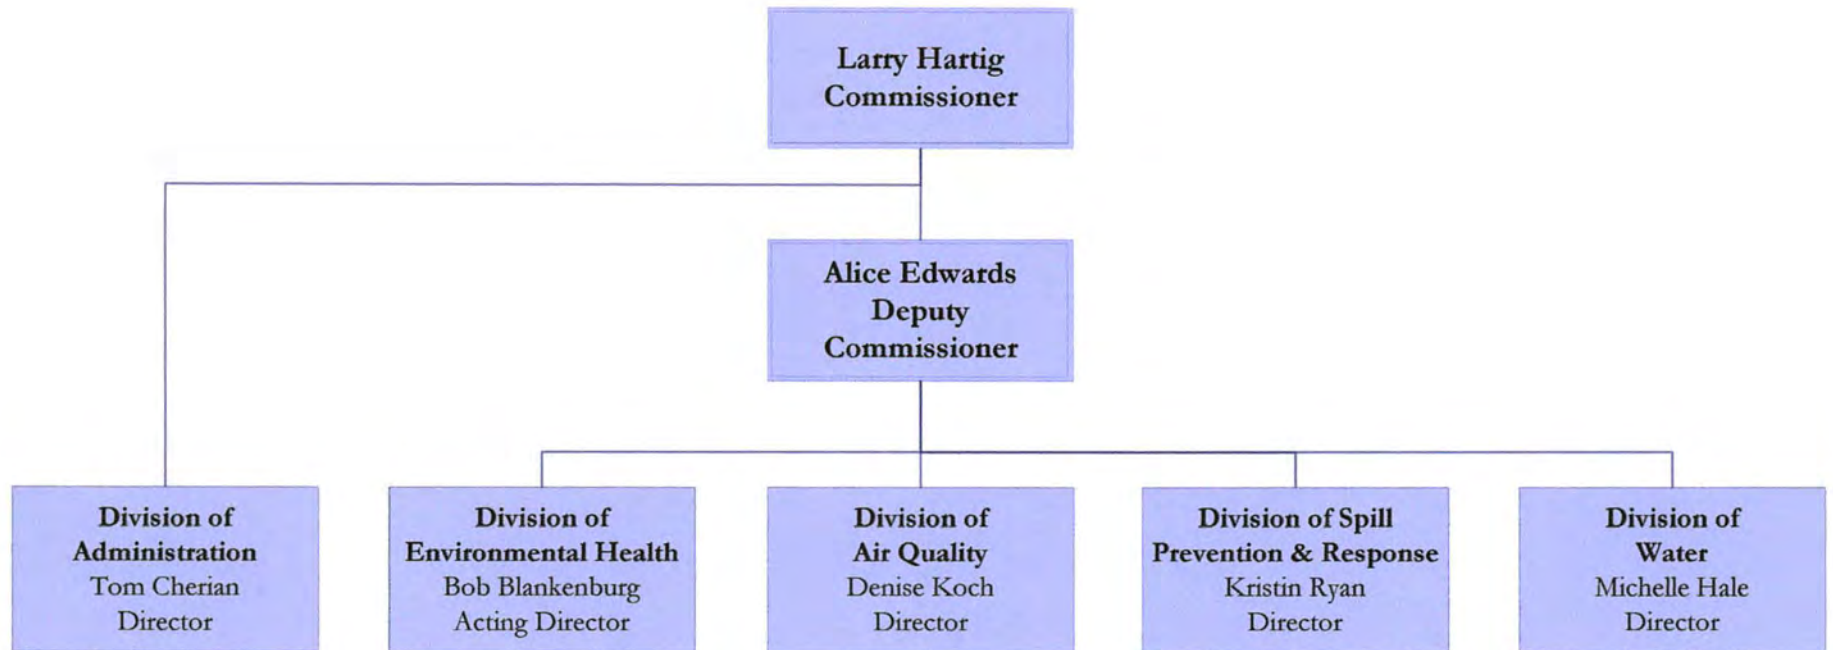 Larry Hartig
Commissioner
Alice Edwards
Deputy
Commissioner
Division of
Administration
Tom Cherian
Director
Division of
Environmental Health
Bob Blankenburg
Acting Director
Division of
Air Quality
Denise Koch
Director
Division of Spill
Prevention & Response
Kristin Ryan
Director
Division of
Water
Michelle Hale
Director